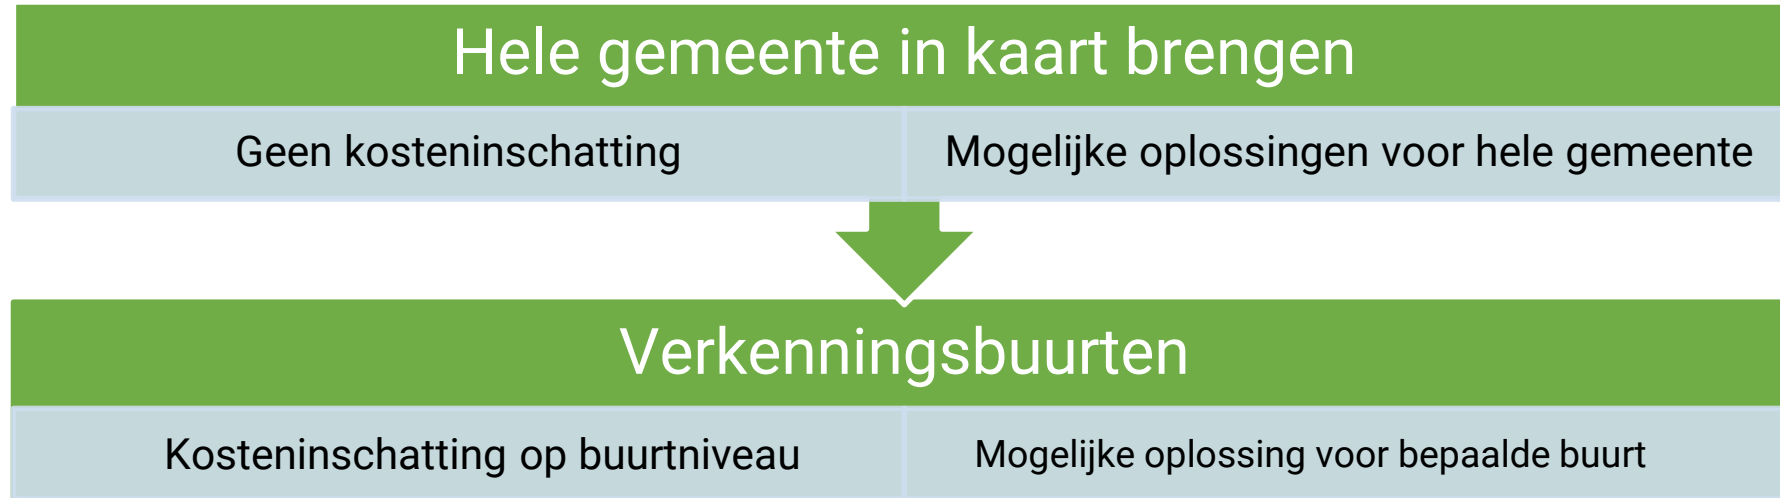 Hele gemeente in kaart brengen
Geen kosteninschatting
Mogelijke oplossingen voor hele gemeente
Verkenningsbuurten
Kosteninschatting op buurtniveau
Mogelijke oplossing voor bepaalde buurt